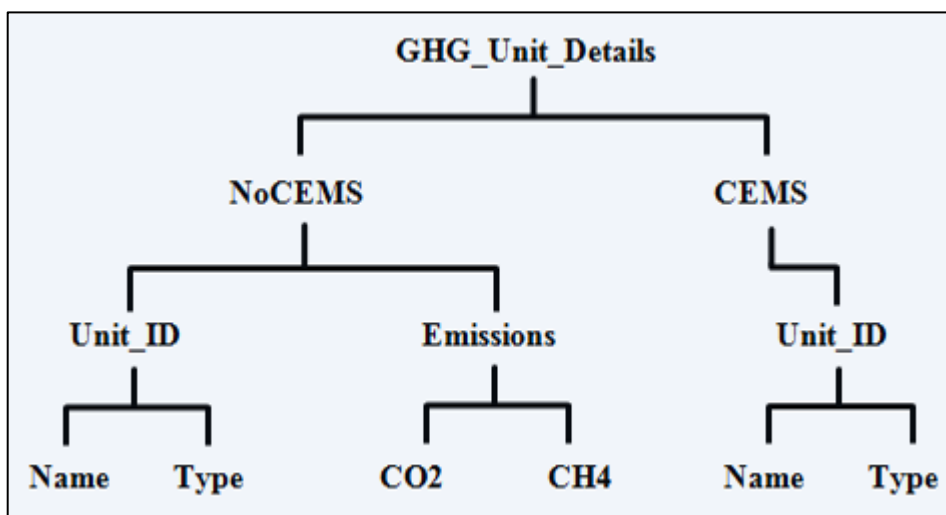 GHG_Unit_Details
NoCEMS CEMS
Unit_ID Emissions Unit_ID
Name Type CO2 CH4 Name Type